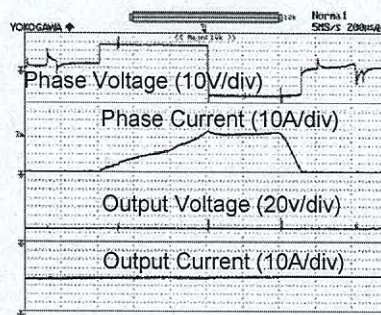 10k
Normal
YOKOGAWA ◆
5MS/s 200µs/d
Phase Voltage (10V/div)
Phase Current (10A/div)
Output Voltage (20v/div)
Output Current (10A/div)